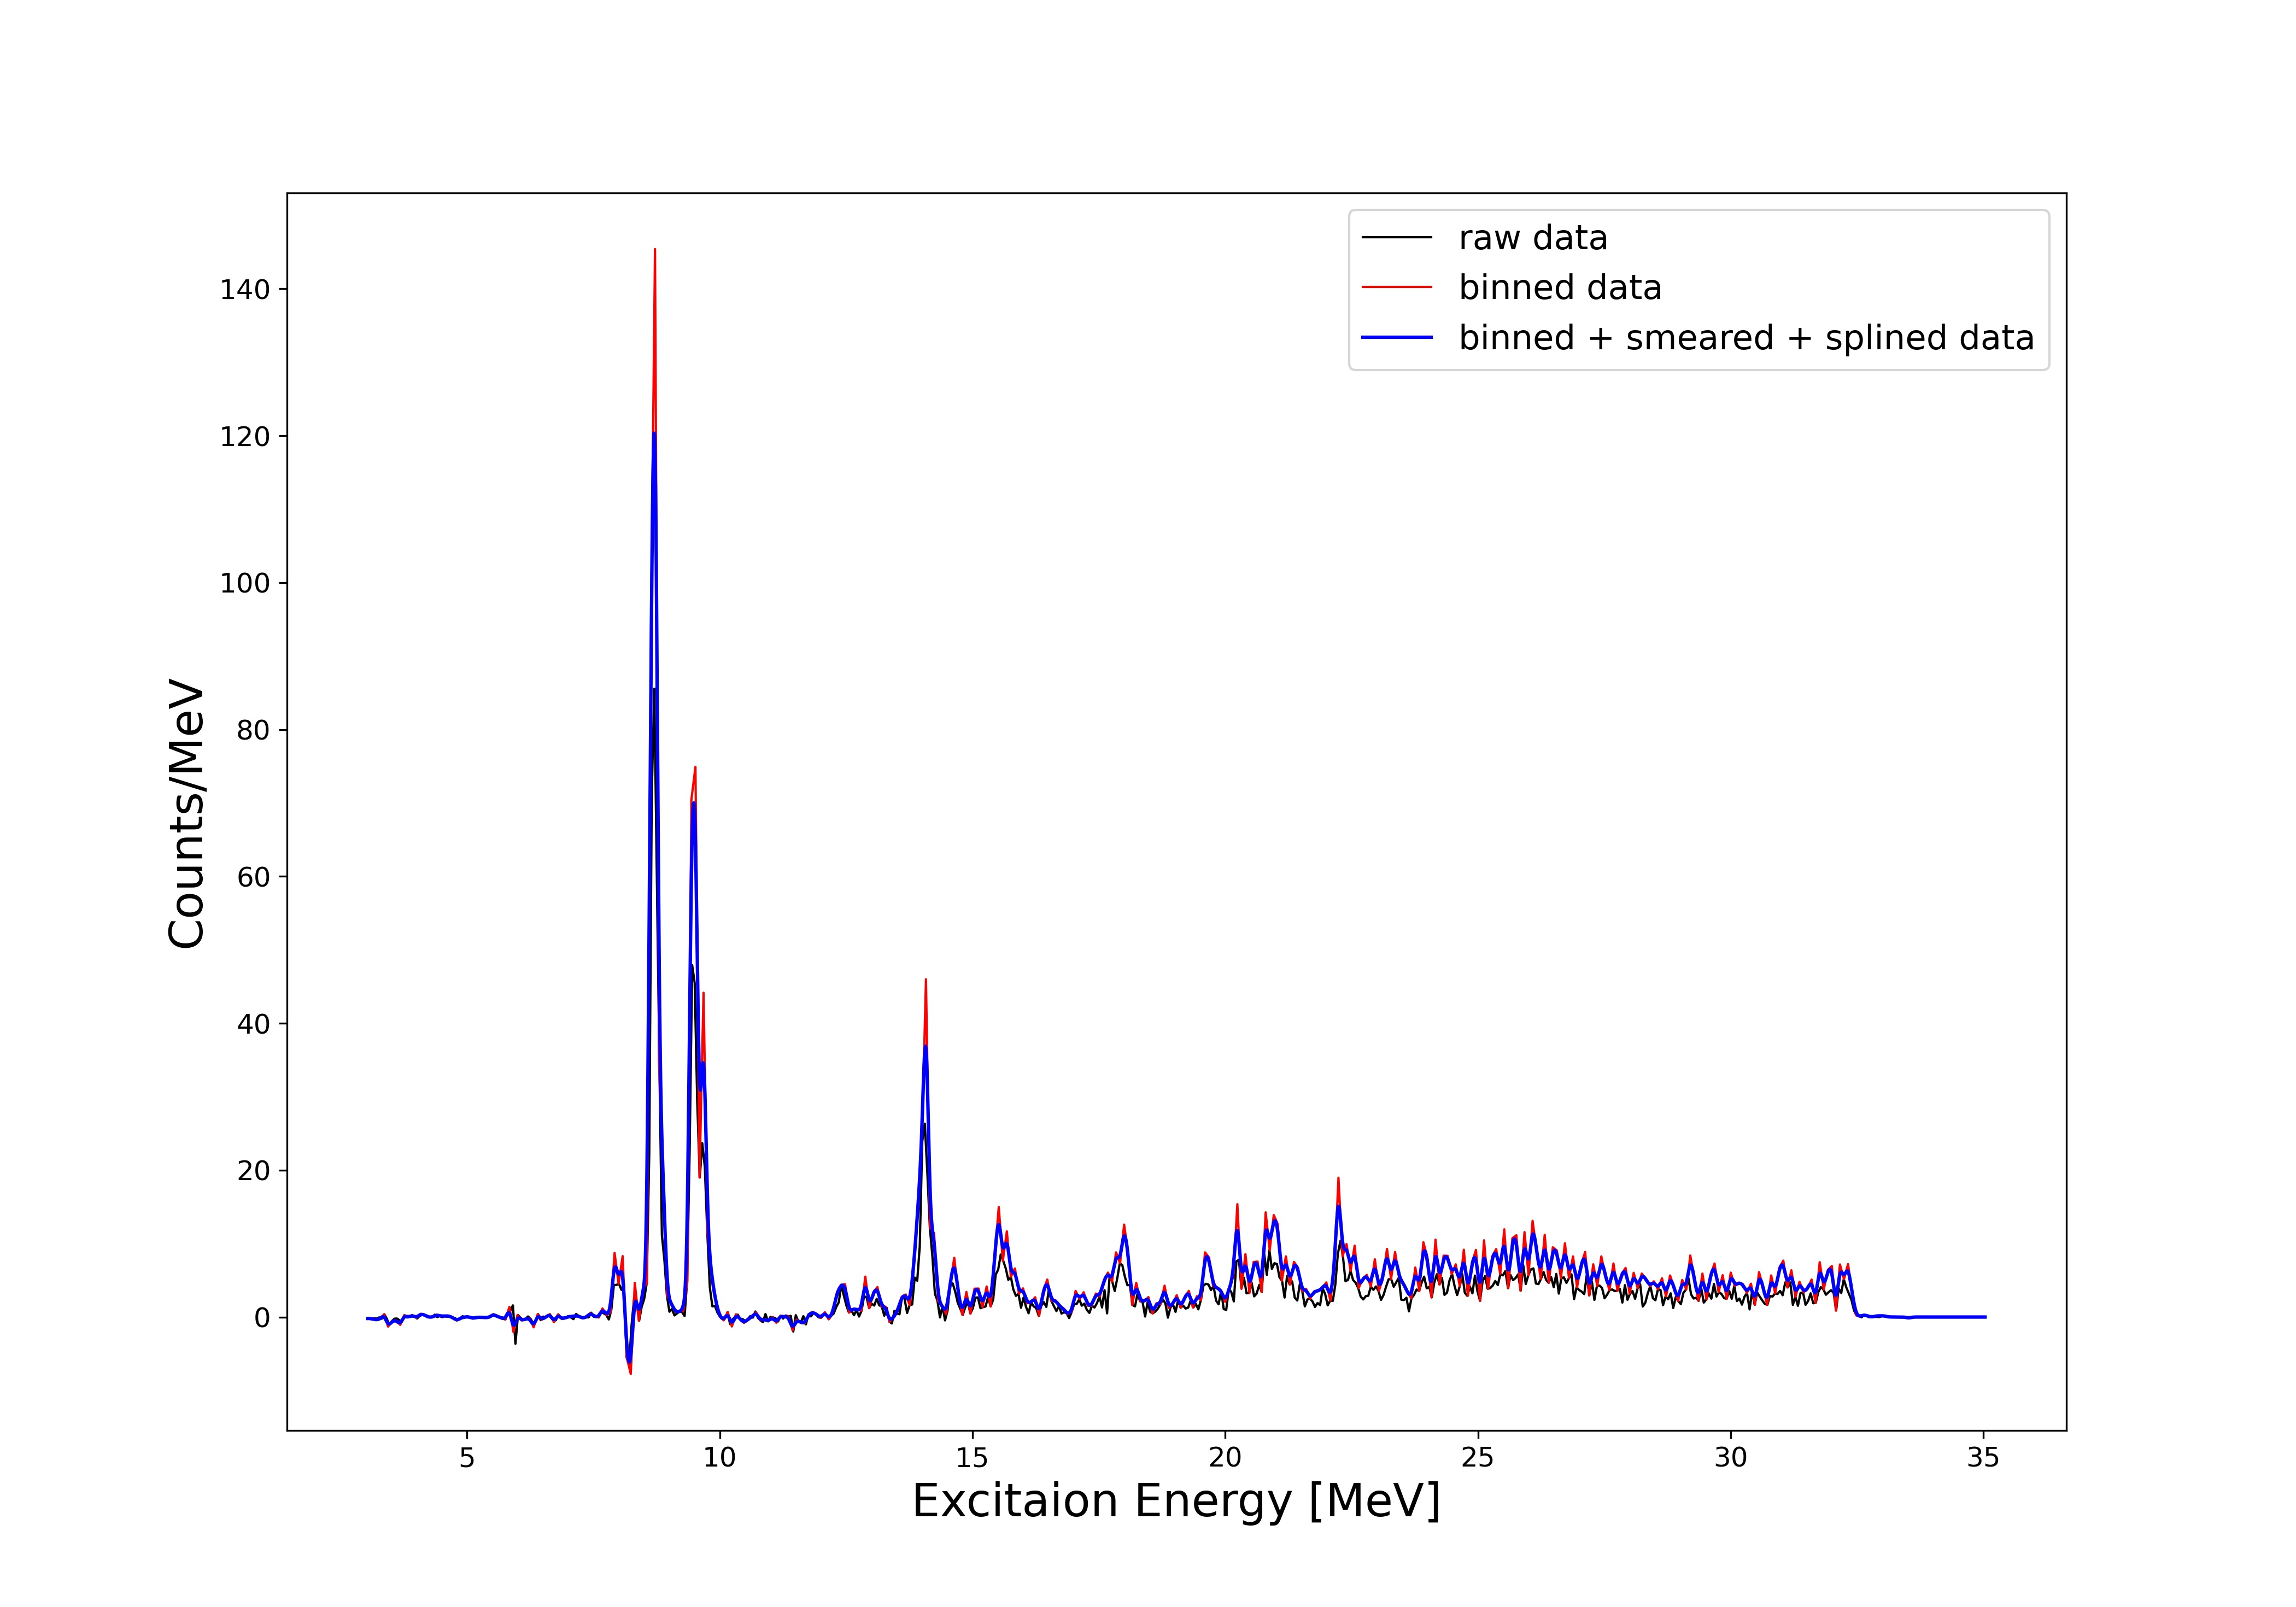 raw data
binned data
binned + smeared + splined data
140
120
100
80
60
40
20
0
Counts/MeV
5 10 15 20 25 30 35
Excitaion Energy [MeV]